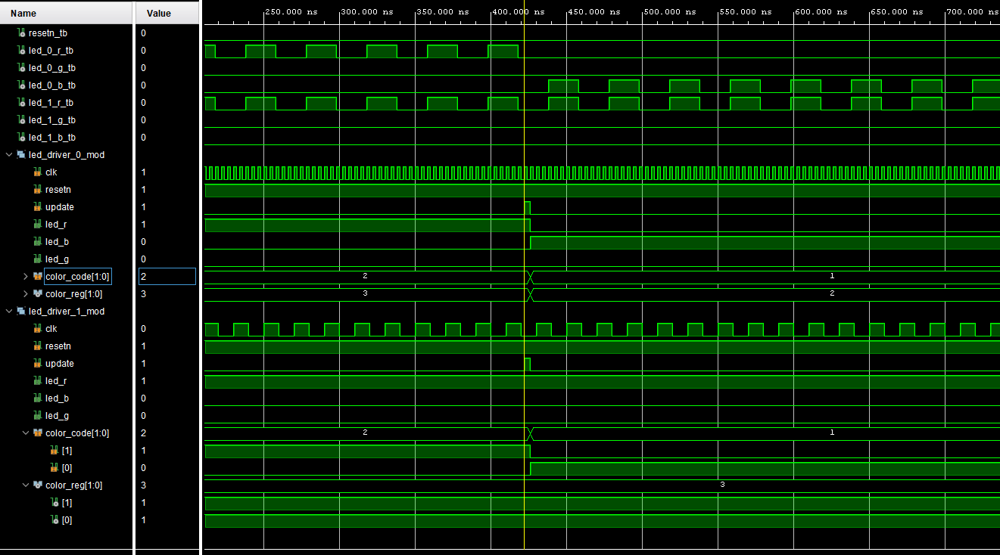 Name Value 250.000 ns 300.000 ns 350.000 ns 400.000 ns 450.000 ns 500.000 ns 550.000 ns 600.000 ns 650.000 ns 700.000 ns
resetn_tb 0
led_0_r_tb 0
led_0_g_tb 0
led_0_b_tb 0
led_1_r_tb 0
led_1_g_tb 0
led_1_b_tb 0
led_driver_0_mod
clk 1
resetn 1
update 1
led_r 1
led_b 0
led_g 0
color_code[1:0] 2 2 1
color_reg[1:0] 3 3 2
led_driver_1_mod
clk 0
resetn 1
update 1
led_r 1
led_b 0
led_g 0
color_code[1:0] 2 2 1
[1] 1
[0] 0
color_reg[1:0] 3 3
[1] 1
[0] 1